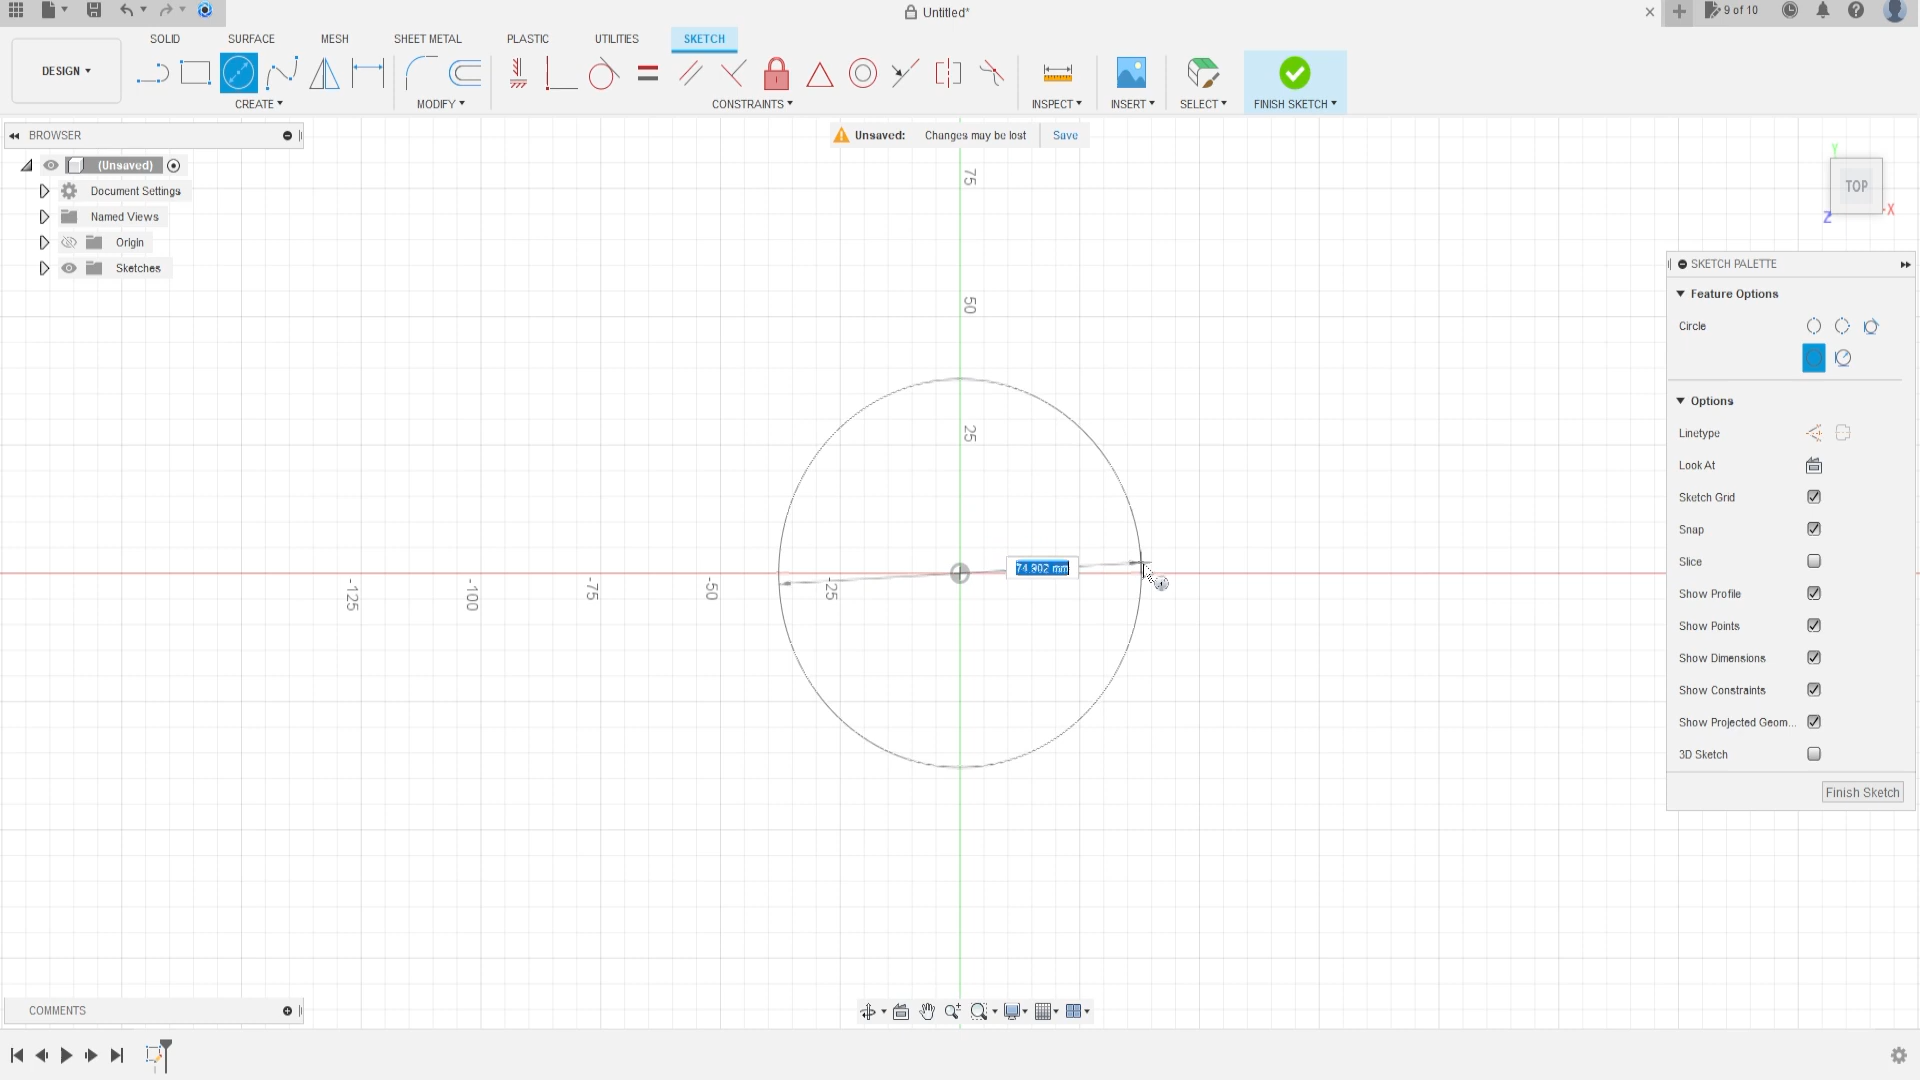 Untitled*
9 of 10
SOLID
SURFACE
MESH
SHEET METAL
PLASTIC
UTILITIES
SKETCH
DESIGN
CREATE
MODIFY
CONSTRAINTS
INSPECT
INSERT
SELECT
FINISH SKETCH
BROWSER
Unsaved: Changes may be lost Save
(Unsaved)
Document Settings
Named Views
Origin
Sketches
Y
TOP
X
Z
75
50
25
-125
-100
-75
-50
-25
74.902 mm
SKETCH PALETTE
Feature Options
Circle
Options
Linetype
Look At
Sketch Grid
Snap
Slice
Show Profile
Show Points
Show Dimensions
Show Constraints
Show Projected Geom...
3D Sketch
Finish Sketch
COMMENTS